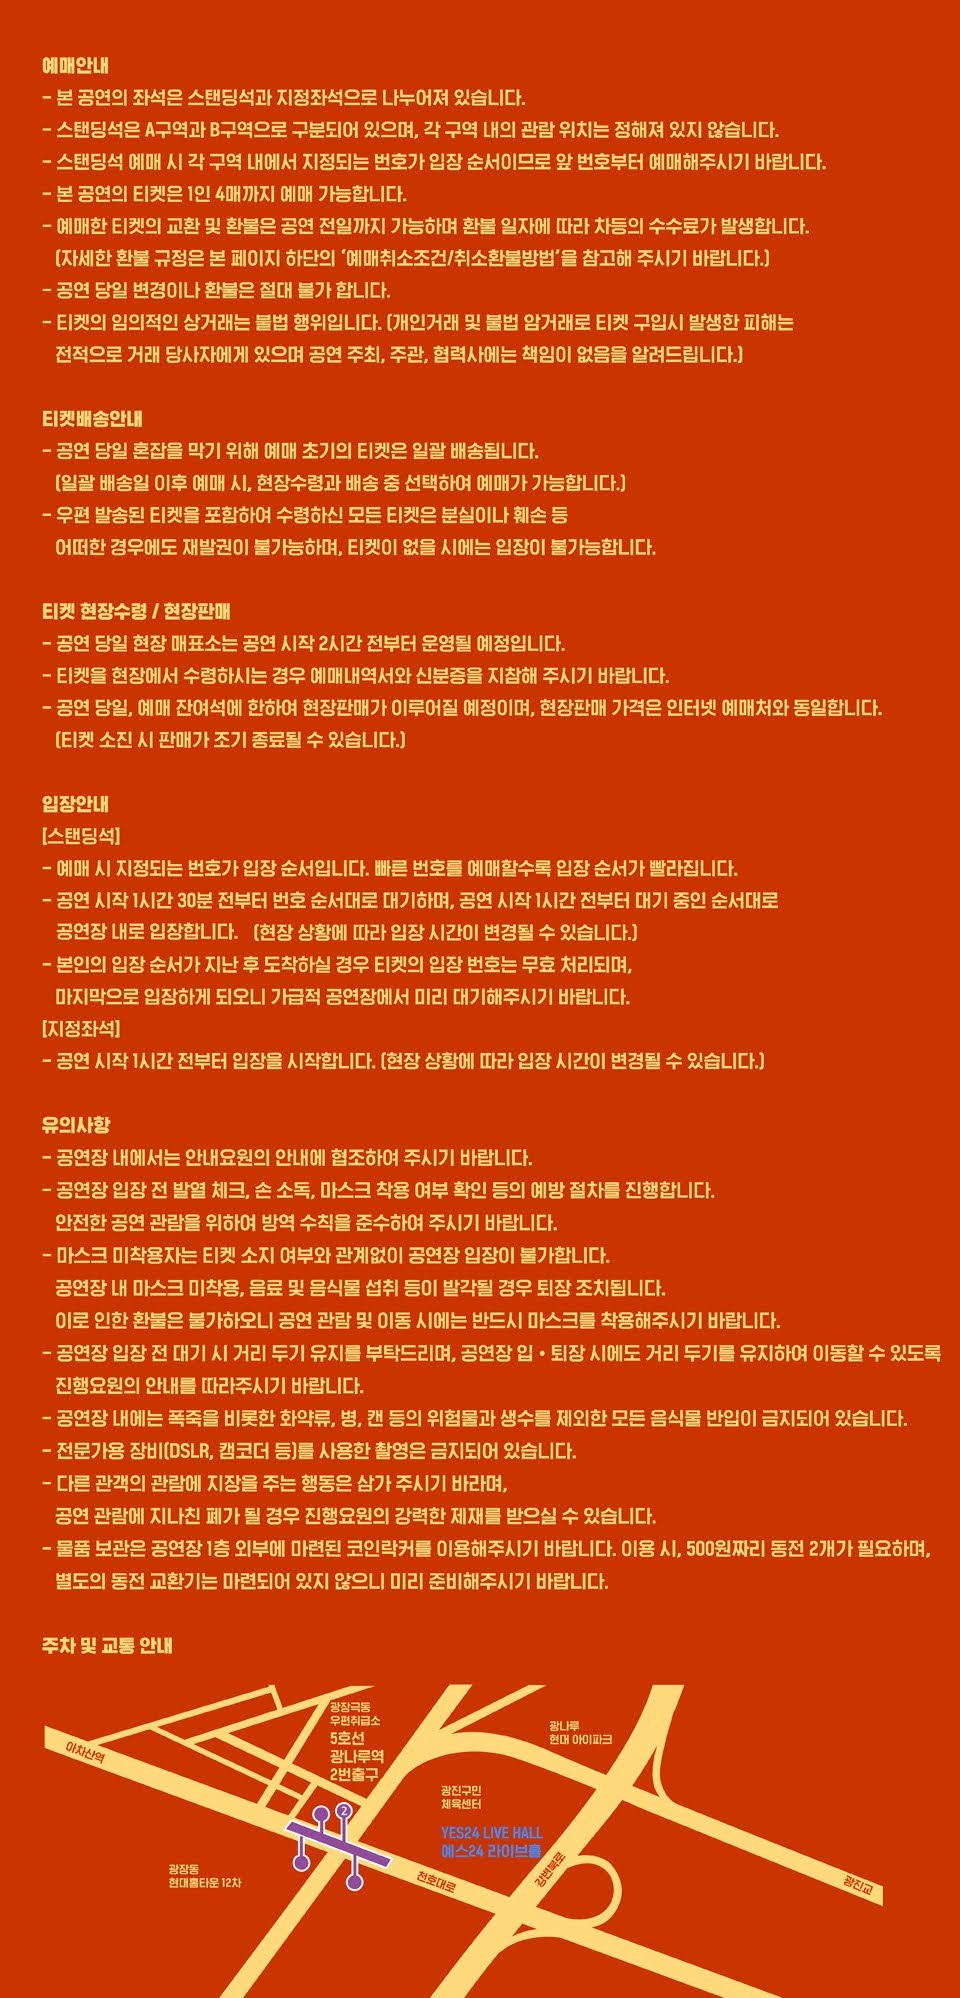 예매안내
- 본 공연의 좌석은 스탠딩석과 지정좌석으로 나누어져 있습니다.
- 스탠딩석은 A구역과 B구역으로 구분되어 있으며, 각 구역 내의 관람 위치는 정해져 있지 않습니다.
- 스탠딩석 예매 시 각 구역 내에서 지정되는 번호가 입장 순서이므로 앞 번호부터 예매해주시기 바랍니다.
- 본 공연의 티켓은 1인 4매까지 예매 가능합니다.
- 예매한 티켓의 교환 및 환불은 공연 전일까지 가능하며 환불 일자에 따라 차등의 수수료가 발생합니다.
(자세한 환불 규정은 본 페이지 하단의 '예매취소조건/취소환불방법'을 참고해 주시기 바랍니다.)
- 공연 당일 변경이나 환불은 절대 불가 합니다.
- 티켓의 임의적인 상거래는 불법 행위입니다. (개인거래 및 불법 암거래로 티켓 구입시 발생한 피해는
전적으로 거래 당사자에게 있으며 공연 주최, 주관, 협력사에는 책임이 없음을 알려드립니다.)
티켓배송안내
- 공연 당일 혼잡을 막기 위해 예매 초기의 티켓은 일괄 배송됩니다.
(일괄 배송일 이후 예매 시, 현장수령과 배송 중 선택하여 예매가 가능합니다.)
- 우편 발송된 티켓을 포함하여 수령하신 모든 티켓은 분실이나 훼손 등
어떠한 경우에도 재발권이 불가능하며, 티켓이 없을 시에는 입장이 불가능합니다.
티켓 현장수령 / 현장판매
- 공연 당일 현장 매표소는 공연 시작 2시간 전부터 운영될 예정입니다.
- 티켓을 현장에서 수령하시는 경우 예매내역서와 신분증을 지참해 주시기 바랍니다.
- 공연 당일, 예매 잔여석에 한하여 현장판매가 이루어질 예정이며, 현장판매 가격은 인터넷 예매처와 동일합니다.
(티켓 소진 시 판매가 조기 종료될 수 있습니다.)
입장안내
[스탠딩석]
- 예매 시 지정되는 번호가 입장 순서입니다. 빠른 번호를 예매할수록 입장 순서가 빨라집니다.
- 공연 시작 1시간 30분 전부터 번호 순서대로 대기하며, 공연 시작 1시간 전부터 대기 중인 순서대로
공연장 내로 입장합니다. (현장 상황에 따라 입장 시간이 변경될 수 있습니다.)
- 본인의 입장 순서가 지난 후 도착하실 경우 티켓의 입장 번호는 무효 처리되며,
마지막으로 입장하게 되오니 가급적 공연장에서 미리 대기해주시기 바랍니다.
[지정좌석]
- 공연 시작 1시간 전부터 입장을 시작합니다. (현장 상황에 따라 입장 시간이 변경될 수 있습니다.)
유의사항
- 공연장 내에서는 안내요원의 안내에 협조하여 주시기 바랍니다.
- 공연장 입장 전 발열 체크, 손 소독, 마스크 착용 여부 확인 등의 예방 절차를 진행합니다.
안전한 공연 관람을 위하여 방역 수칙을 준수하여 주시기 바랍니다.
- 마스크 미착용자는 티켓 소지 여부와 관계없이 공연장 입장이 불가합니다.
공연장 내 마스크 미착용, 음료 및 음식물 섭취 등이 발각될 경우 퇴장 조치됩니다.
이로 인한 환불은 불가하오니 공연 관람 및 이동 시에는 반드시 마스크를 착용해주시기 바랍니다.
- 공연장 입장 전 대기 시 거리 두기 유지를 부탁드리며, 공연장 입・퇴장 시에도 거리 두기를 유지하여 이동할 수 있도록
진행요원의 안내를 따라주시기 바랍니다.
- 공연장 내에는 폭죽을 비롯한 화약류, 병, 캔 등의 위험물과 생수를 제외한 모든 음식물 반입이 금지되어 있습니다.
- 전문가용 장비(DSLR, 캠코더 등)를 사용한 촬영은 금지되어 있습니다.
- 다른 관객의 관람에 지장을 주는 행동은 삼가 주시기 바라며,
공연 관람에 지나친 폐가 될 경우 진행요원의 강력한 제재를 받으실 수 있습니다.
- 물품 보관은 공연장 1층 외부에 마련된 코인락커를 이용해주시기 바랍니다. 이용 시, 500원짜리 동전 2개가 필요하며,
별도의 동전 교환기는 마련되어 있지 않으니 미리 준비해주시기 바랍니다.
주차 및 교통 안내
광장극동
우편취급소
5호선
광나루역
2번출구
광나루
현대 아이파크
아차산역
광진구민
체육센터
2
YES24 LIVE HALL
예스24 라이브홀
광장동
현대홈타운 12차
천호대로
강변북로
광진교